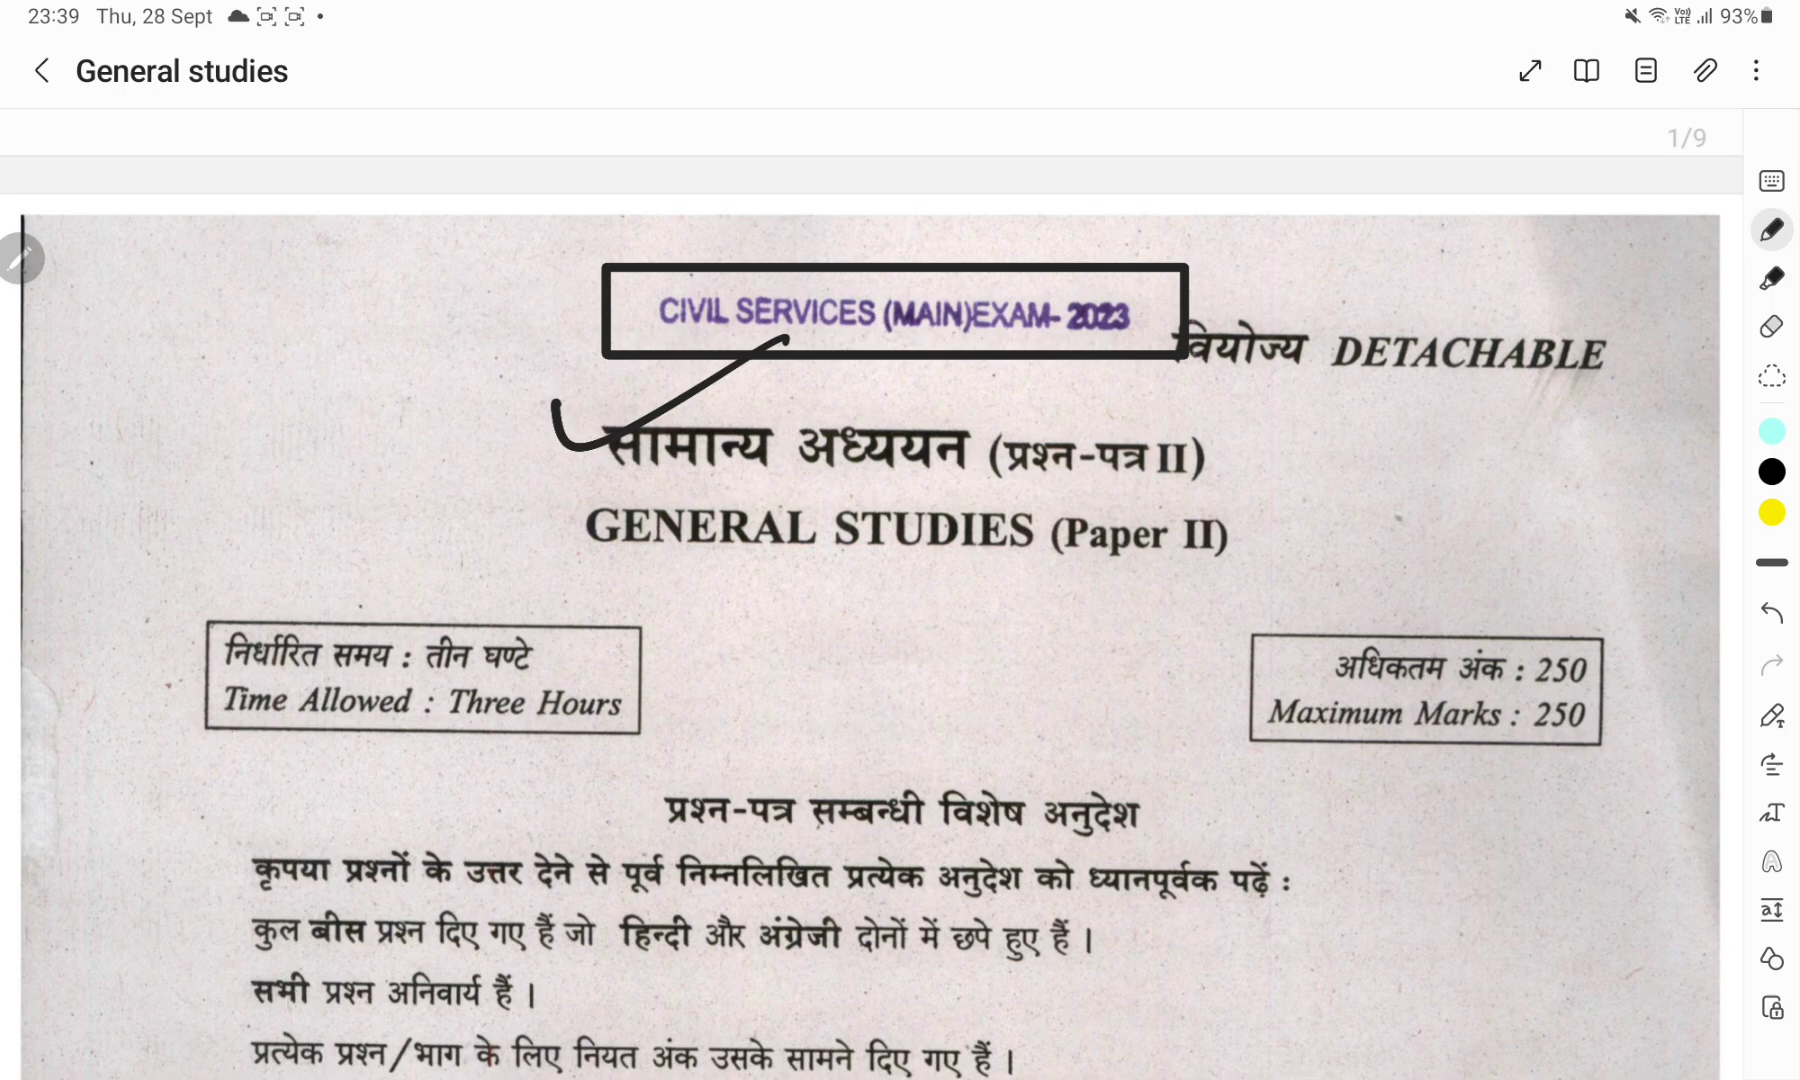 23:39 Thu, 28 Sept 93%
General studies
1/9
CIVIL SERVICES (MAIN)EXAM- 2023
वियोज्य DETACHABLE
सामान्य अध्ययन (प्रश्न-पत्र II)
GENERAL STUDIES (Paper II)
निर्धारित समय : तीन घण्टे
Time Allowed : Three Hours
अधिकतम अंक : 250
Maximum Marks : 250
प्रश्न-पत्र सम्बन्धी विशेष अनुदेश
कृपया प्रश्नों के उत्तर देने से पूर्व निम्नलिखित प्रत्येक अनुदेश को ध्यानपूर्वक पढ़ें :
कुल बीस प्रश्न दिए गए हैं जो हिन्दी और अंग्रेजी दोनों में छपे हुए हैं ।
सभी प्रश्न अनिवार्य हैं ।
प्रत्येक प्रश्न/भाग के लिए नियत अंक उसके सामने दिए गए हैं ।